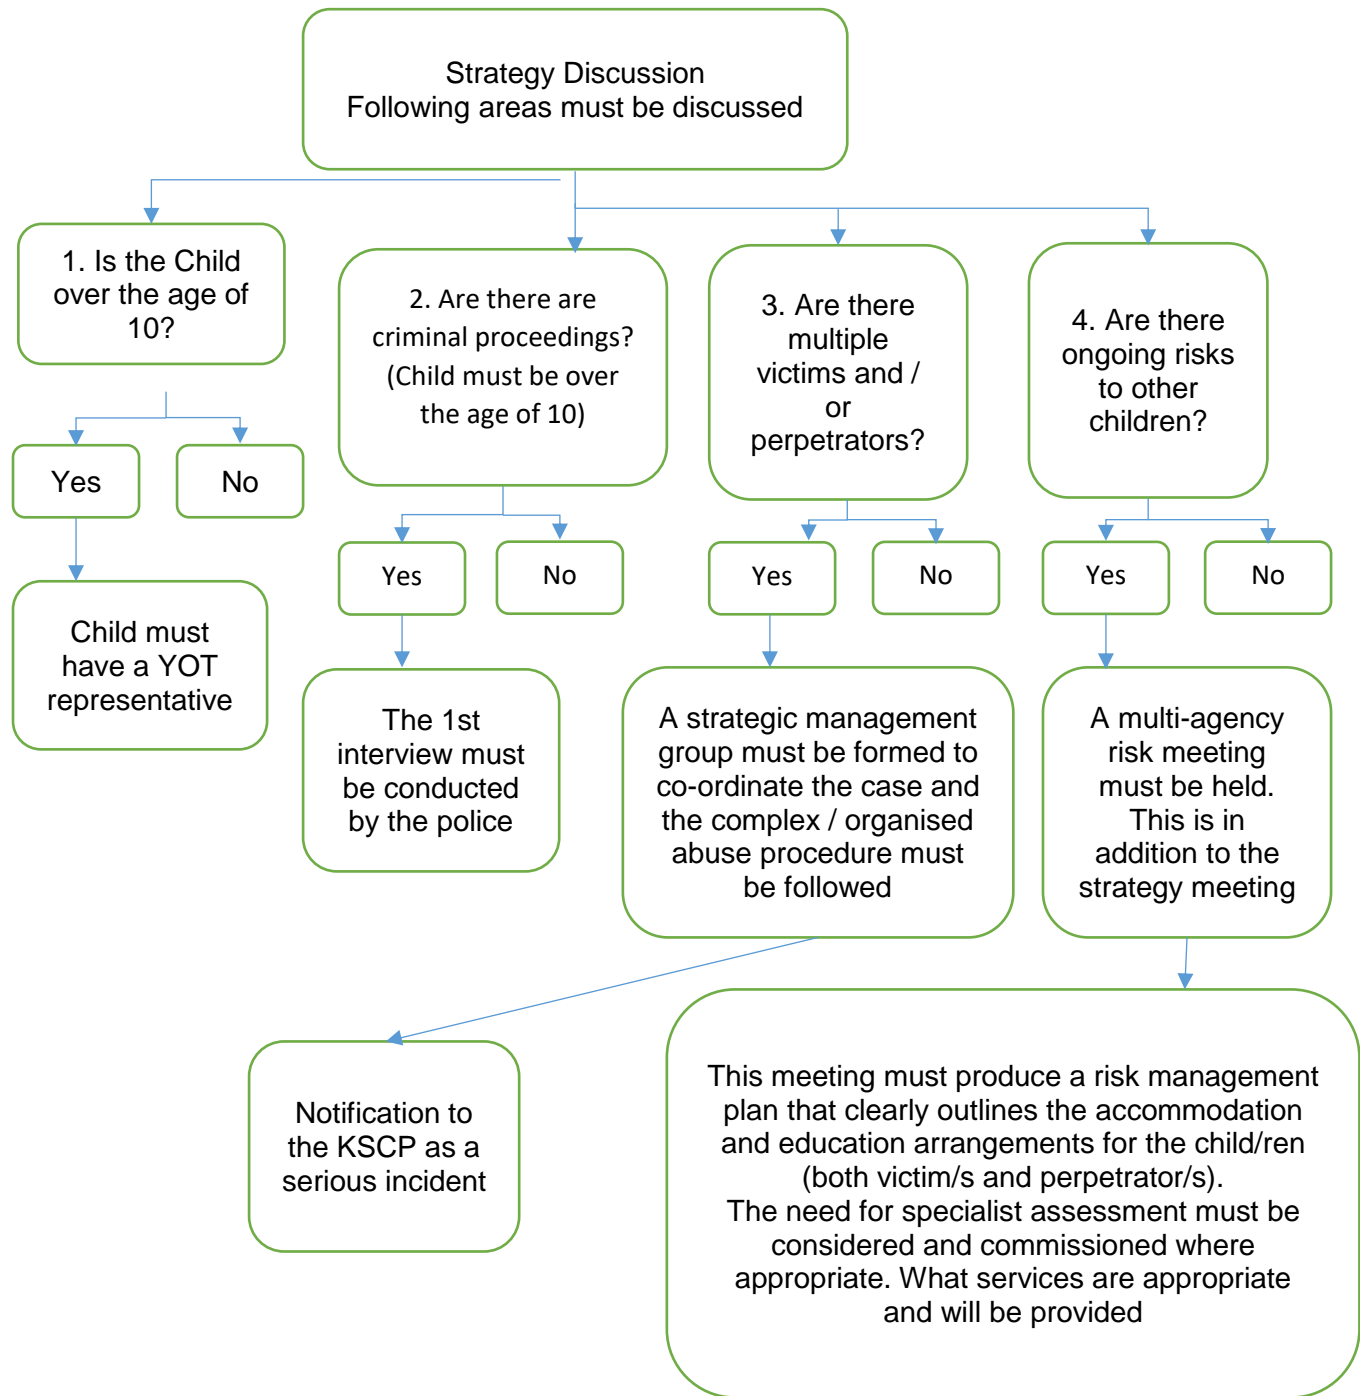 Strategy Discussion
Following areas must be discussed
1. Is the Child
over the age of
10?
2. Are there are
criminal proceedings?
(Child must be over
the age of 10)
3. Are there
multiple
victims and /
or
perpetrators?
4. Are there
ongoing risks
to other
children?
Yes
No
Yes
No
Yes
No
Yes
No
Child must
have a YOT
representative
The 1st
interview must
be conducted
by the police
A strategic management
group must be formed to
co-ordinate the case and
the complex / organised
abuse procedure must
be followed
A multi-agency
risk meeting
must be held.
This is in
addition to the
strategy meeting
Notification to
the KSCP as a
serious incident
This meeting must produce a risk management
plan that clearly outlines the accommodation
and education arrangements for the child/ren
(both victim/s and perpetrator/s).
The need for specialist assessment must be
considered and commissioned where
appropriate. What services are appropriate
and will be provided